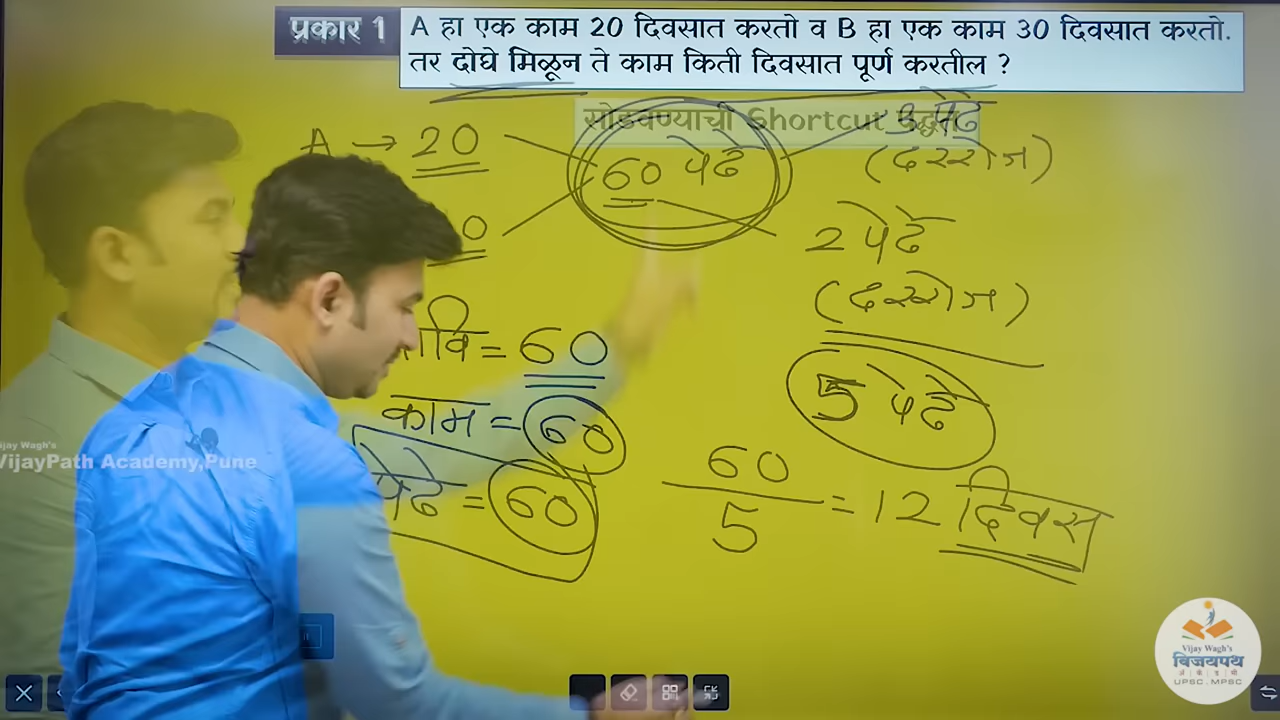 प्रकार 1
A हा एक काम 20 दिवसात करतो व B हा एक काम 30 दिवसात करतो.
तर दोघे मिळून ते काम किती दिवसात पूर्ण करतील ?
सोडवण्याची Shortcut
A → 20
60 पेढे
3 पेढे
(दररोज)
0
2 पेढे
(दररोज)
= 60
काम = 60
पेढे = 60
5 पेढे
60
5
= 12 दिवस
Vijay Wagh's
VijayPath Academy,Pune
Vijay Wagh's
विजयपथ
UPSC.MPSC